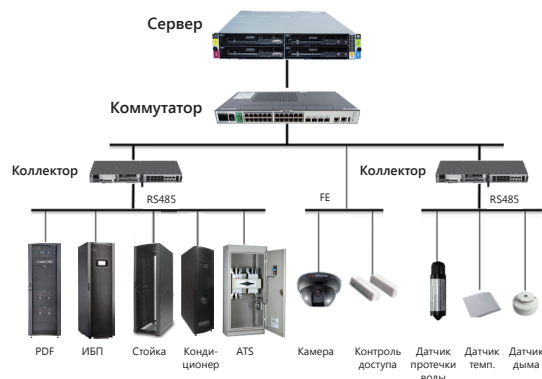 Сервер
Коммутатор
Коллектор
Коллектор
RS485
FE
RS485
PDF
ИБП
Стойка
Конди-
ционер
ATS
Камера
Контроль
доступа
Датчик
протечки
воды
Датчик
темп.
Датчик
дыма